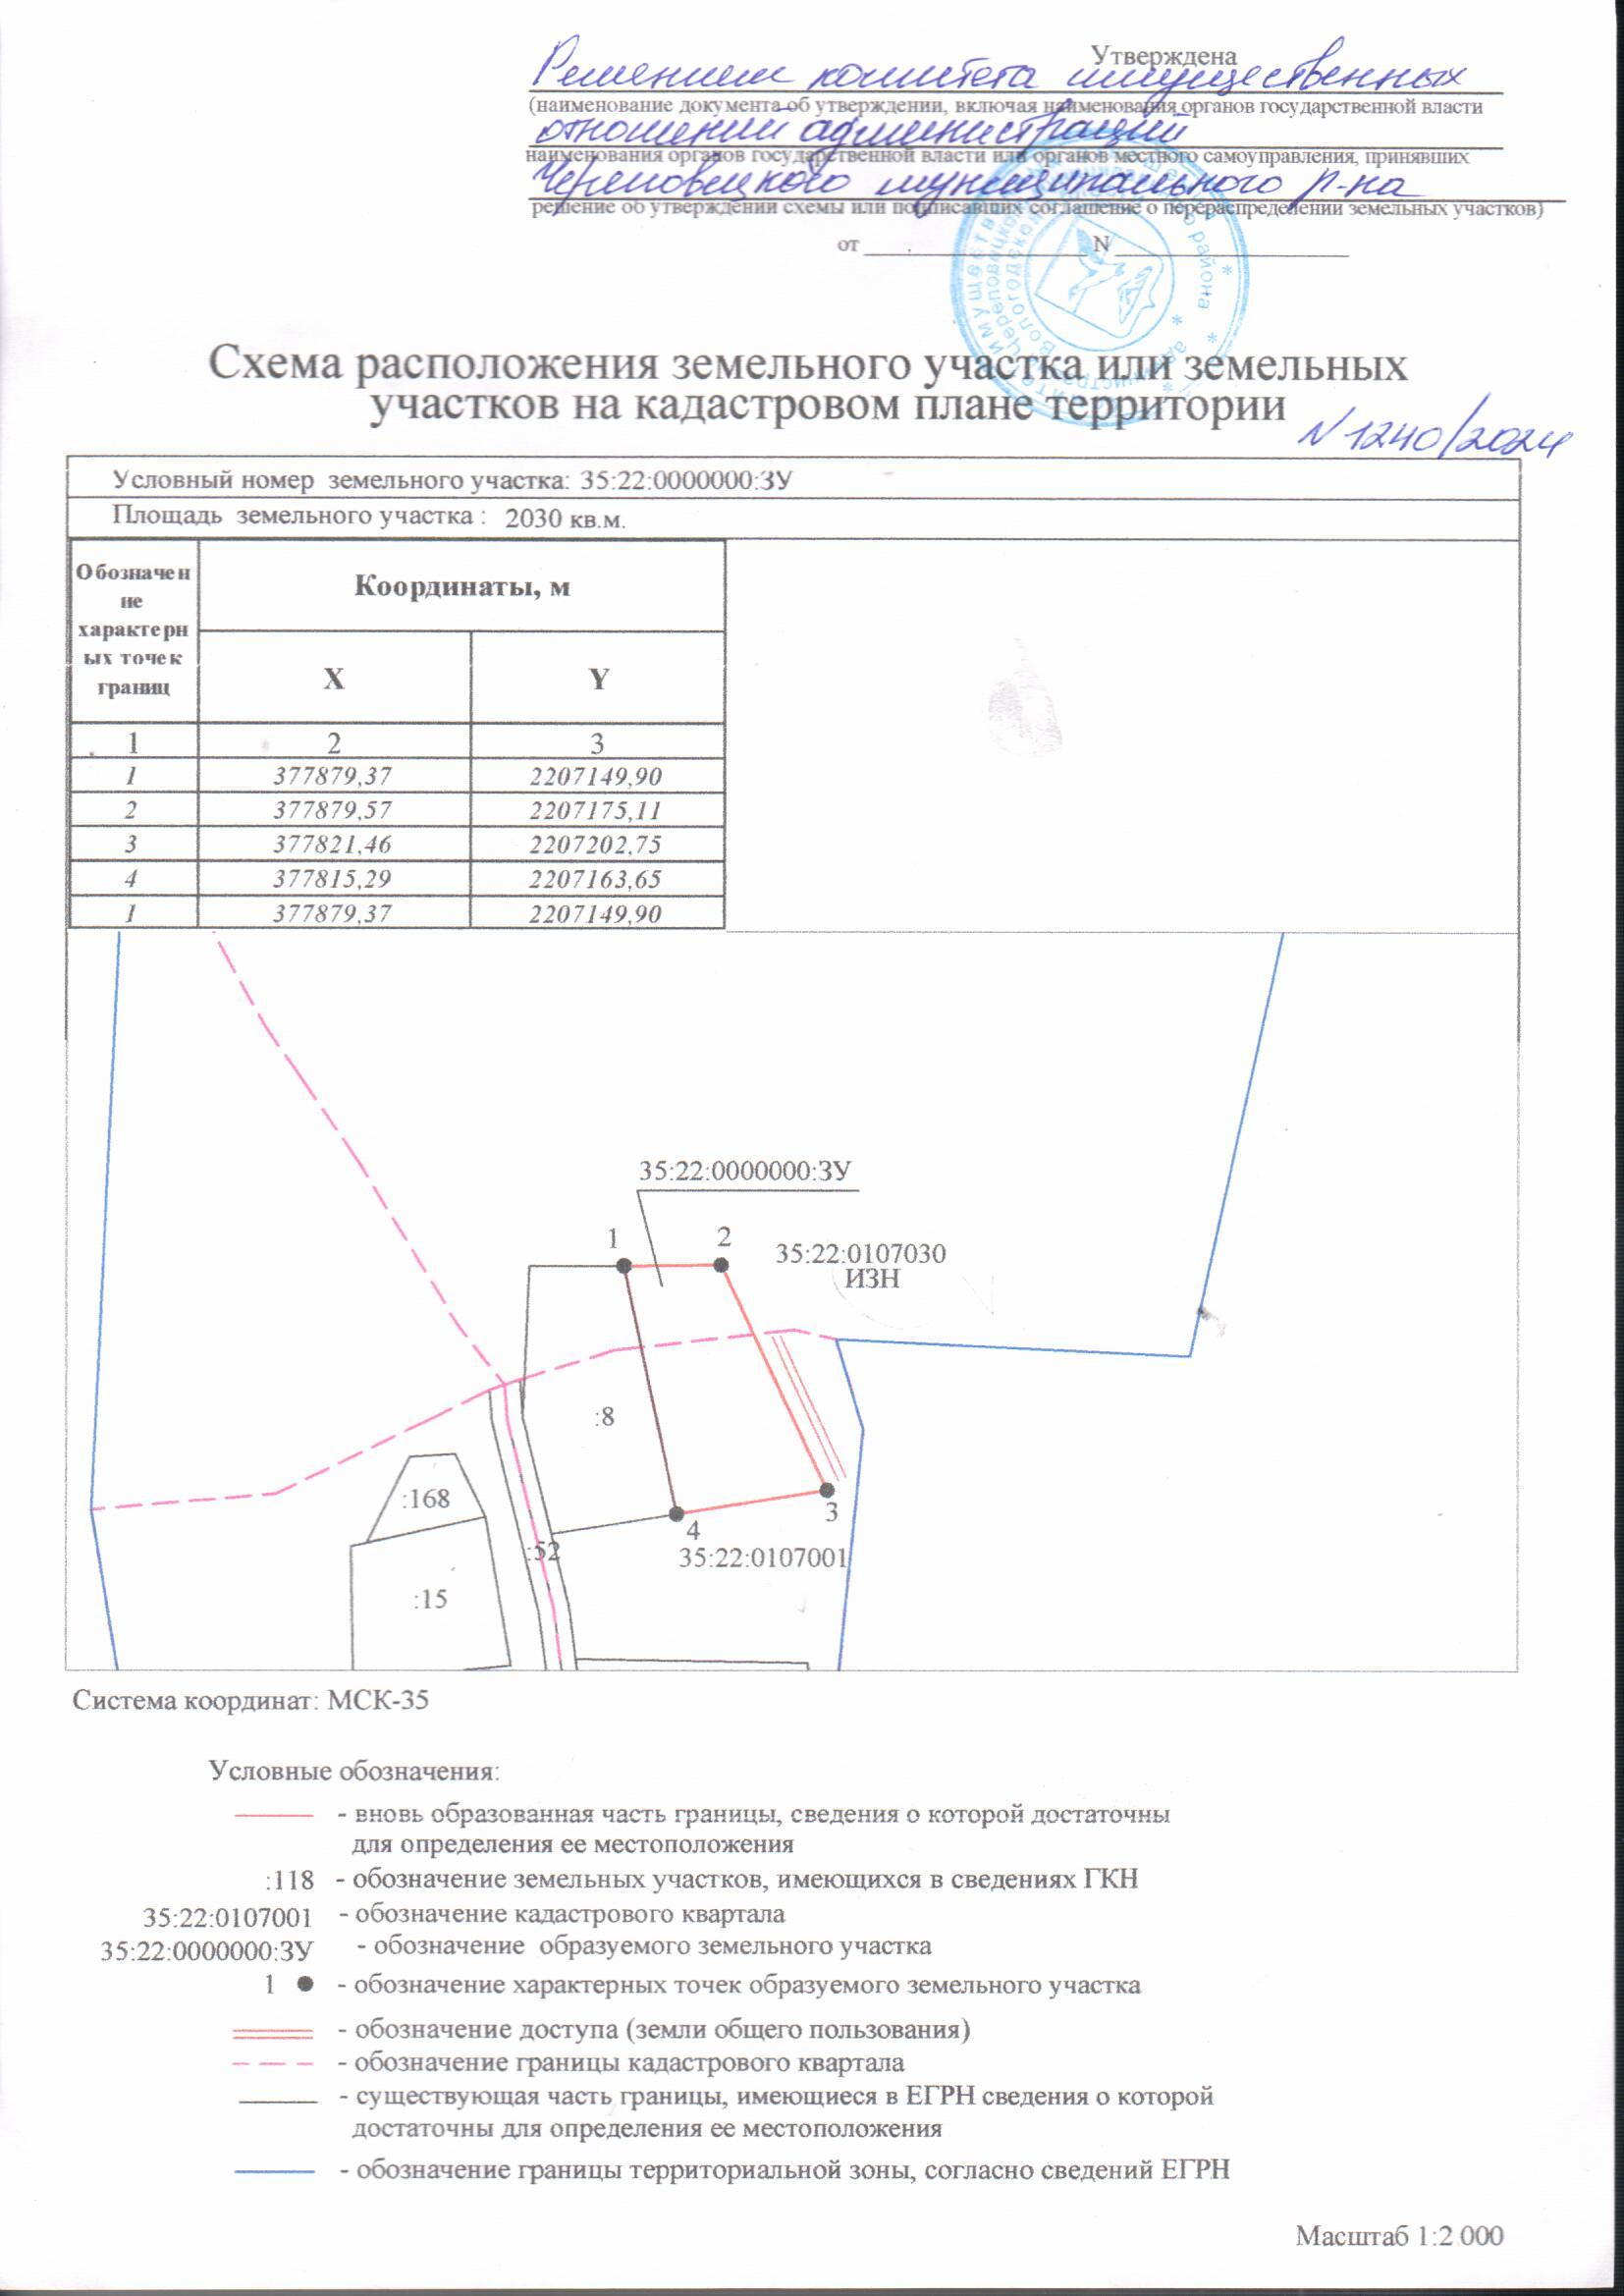 Утверждена
Решением комитета имущественных
(наименование документа об утверждении, включая наименования органов государственной власти
отношений администрации
наименования органов государственной власти или органов местного самоуправления, принявших
Череповецкого муниципального р-на
решение об утверждении схемы или подписавших соглашение о перераспределении земельных участков)
от N
Схема расположения земельного участка или земельных
участков на кадастровом плане территории
N 1240/2024
Условный номер земельного участка: 35:22:0000000:ЗУ
Площадь земельного участка : 2030 кв.м.
Обозначен
ие
характерн
ых точек
границ
Координаты, м
X Y
1 2 3
1 377879,37 2207149,90
2 377879,57 2207175,11
3 377821,46 2207202,75
4 377815,29 2207163,65
1 377879,37 2207149,90
35:22:0000000:ЗУ
1 2
35:22:0107030
ИЗН
:8
:168
3
4
:52
35:22:0107001
:15
Система координат: МСК-35
Условные обозначения:
- вновь образованная часть границы, сведения о которой достаточны
для определения ее местоположения
:118 - обозначение земельных участков, имеющихся в сведениях ГКН
35:22:0107001 - обозначение кадастрового квартала
35:22:0000000:ЗУ - обозначение образуемого земельного участка
1 ● - обозначение характерных точек образуемого земельного участка
- обозначение доступа (земли общего пользования)
- обозначение границы кадастрового квартала
- существующая часть границы, имеющиеся в ЕГРН сведения о которой
достаточны для определения ее местоположения
- обозначение границы территориальной зоны, согласно сведений ЕГРН
Масштаб 1:2 000